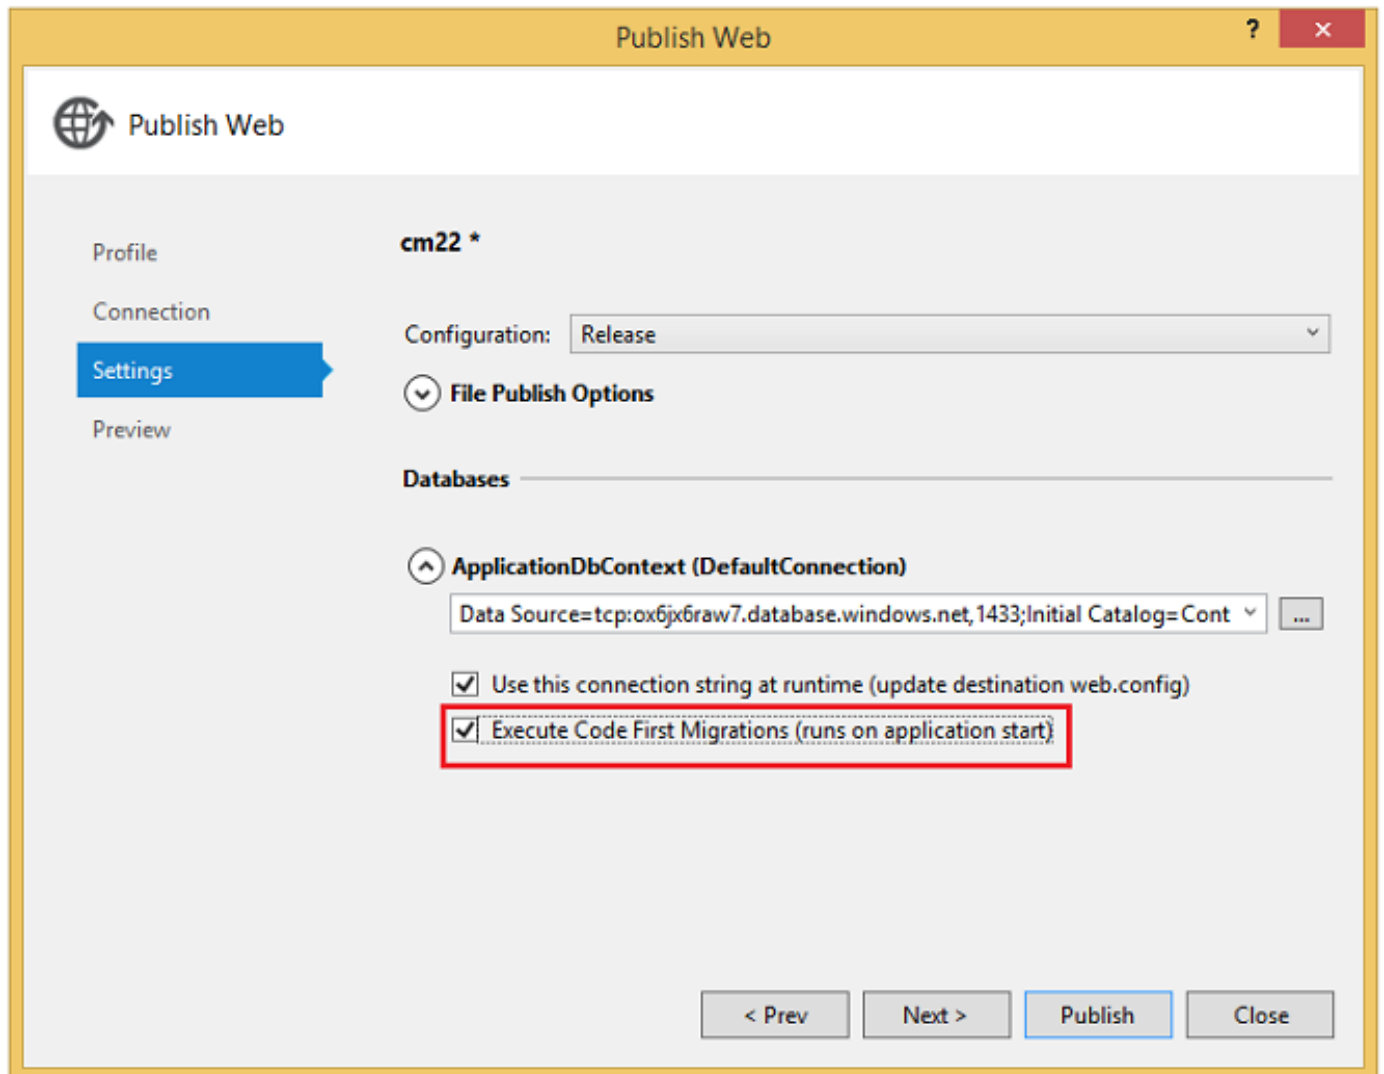 Publish Web
?
Publish Web
Profile
Connection
Settings
Preview
cm22 *
Configuration: Release
File Publish Options
Databases
ApplicationDbContext (DefaultConnection)
Data Source=tcp:ox6jx6raw7.database.windows.net,1433;Initial Catalog=Cont
...
Use this connection string at runtime (update destination web.config)
Execute Code First Migrations (runs on application start)
< Prev Next > Publish Close